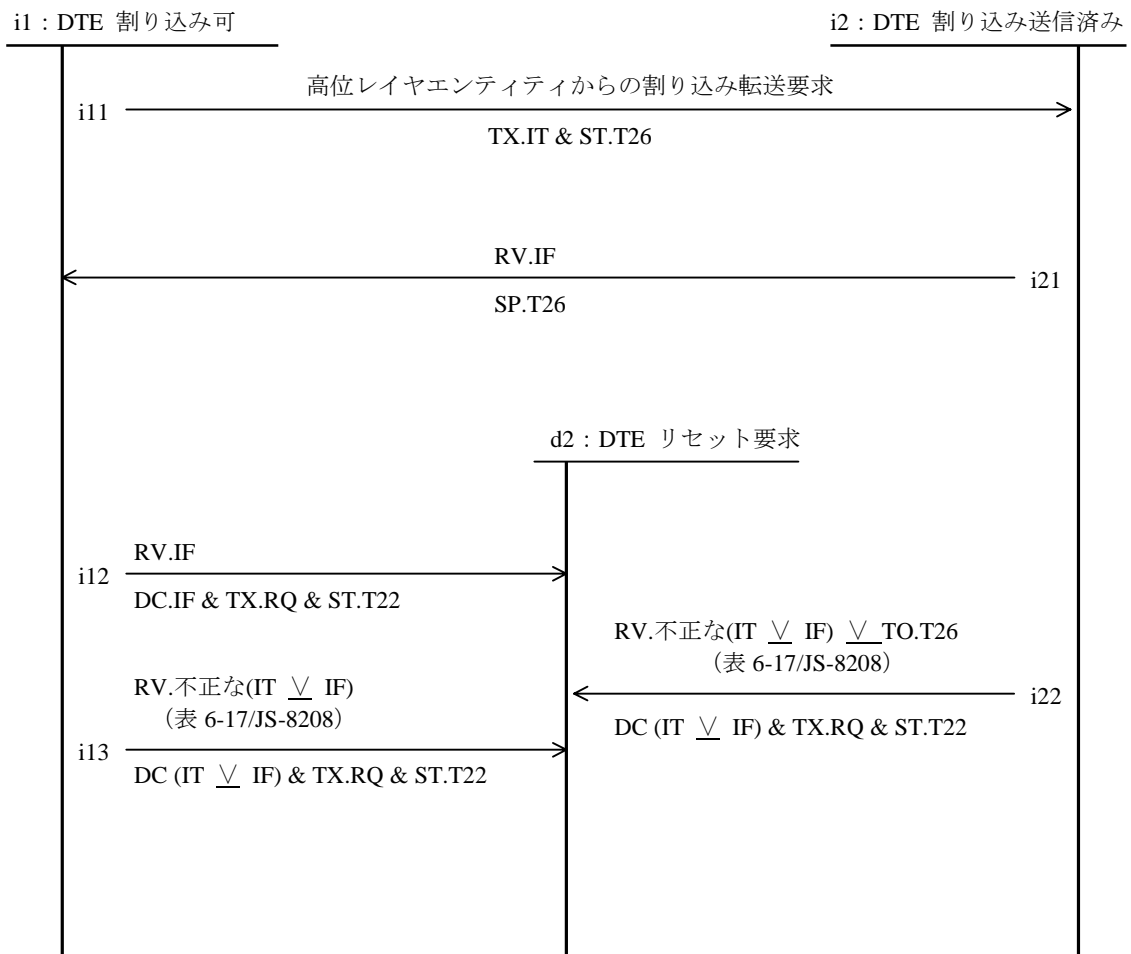 i1：DTE 割り込み可
i2：DTE 割り込み送信済み
高位レイヤエンティティからの割り込み転送要求
i11
TX.IT & ST.T26
RV.IF
i21
SP.T26
d2：DTE リセット要求
RV.IF
i12
DC.IF & TX.RQ & ST.T22
RV.不正な(IT ∨ IF) ∨ TO.T26
（表 6-17/JS-8208）
i22
DC (IT ∨ IF) & TX.RQ & ST.T22
RV.不正な(IT ∨ IF)
（表 6-17/JS-8208）
i13
DC (IT ∨ IF) & TX.RQ & ST.T22